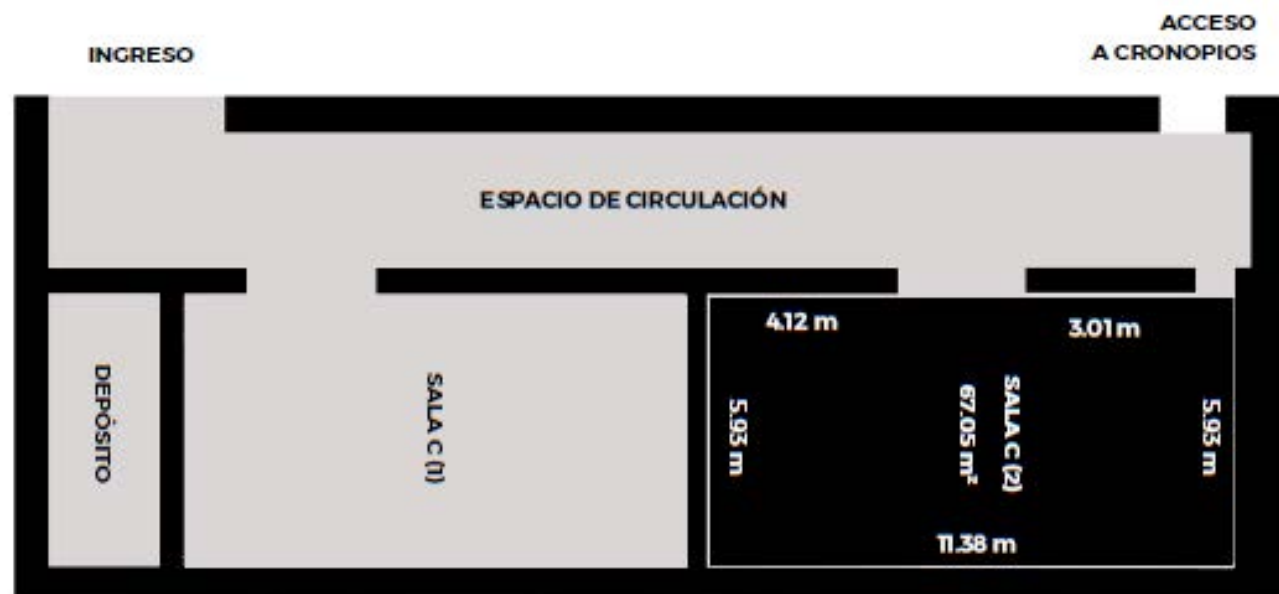 INGRESO
ACCESO
A CRONOPIOS
ESPACIO DE CIRCULACIÓN
DEPÓSITO
SALA C (1)
4.12 m
3.01 m
5.93 m
SALA C (2)
67.05 m²
5.93 m
11.38 m